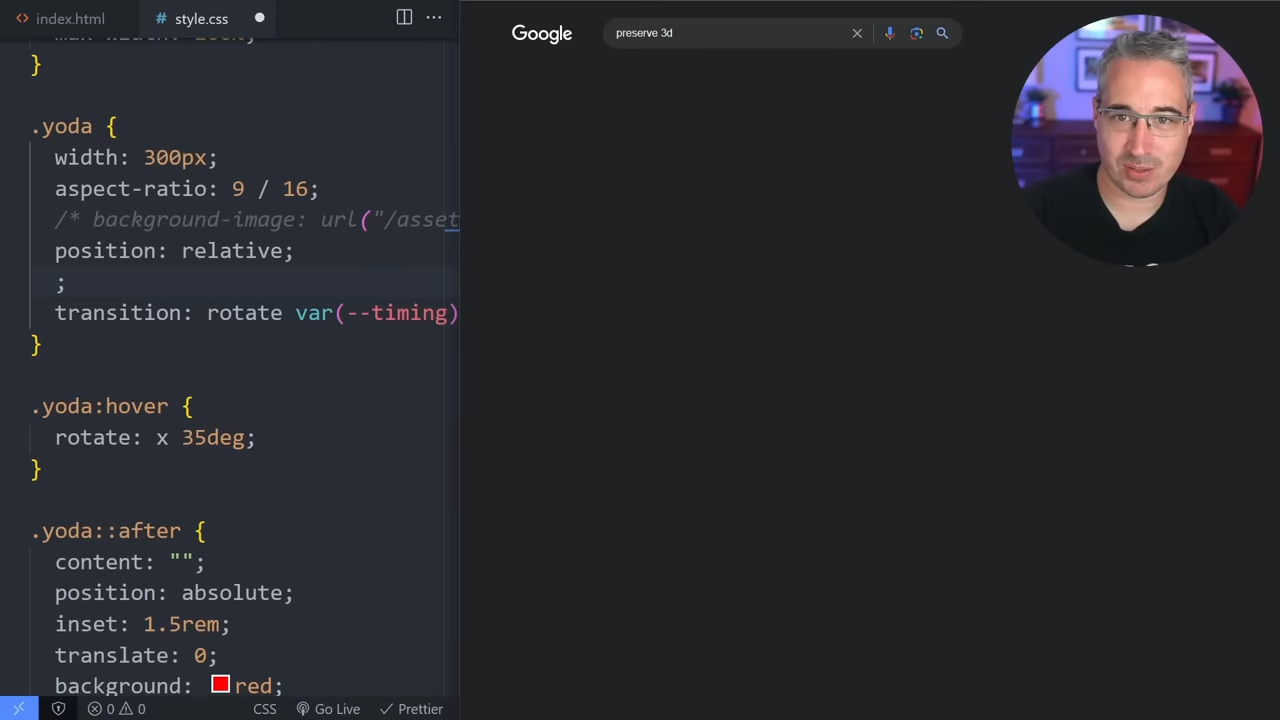 index.html
style.css
Google
preserve 3d
}
.yoda {
width: 300px;
aspect-ratio: 9 / 16;
/* background-image: url("/asset
position: relative;
;
transition: rotate var(--timing)
}
.yoda:hover {
rotate: x 35deg;
}
.yoda::after {
content: "";
position: absolute;
inset: 1.5rem;
translate: 0;
background: red;
0 0
CSS
Go Live
Prettier